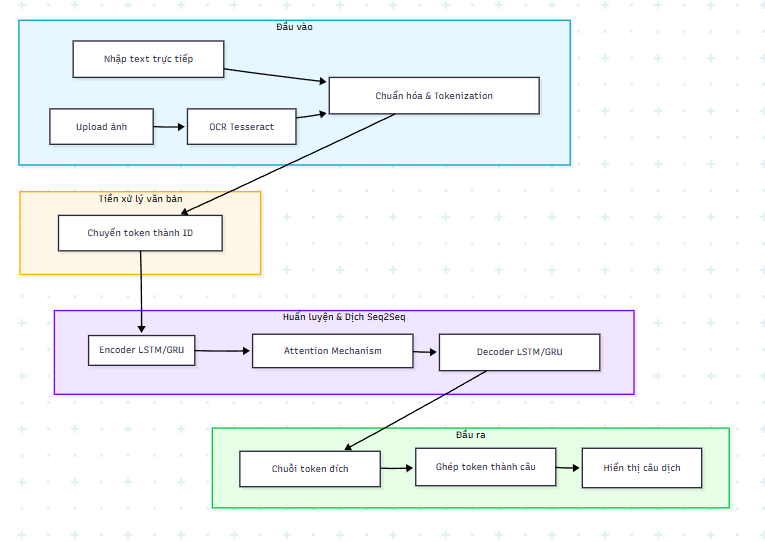 Đầu vào
Nhập text trực tiếp
Chuẩn hóa & Tokenization
Upload ảnh
OCR Tesseract
Tiền xử lý văn bản
Chuyển token thành ID
Huấn luyện & Dịch Seq2Seq
Encoder LSTM/GRU
Attention Mechanism
Decoder LSTM/GRU
Đầu ra
Chuỗi token đích
Ghép token thành câu
Hiển thị câu dịch